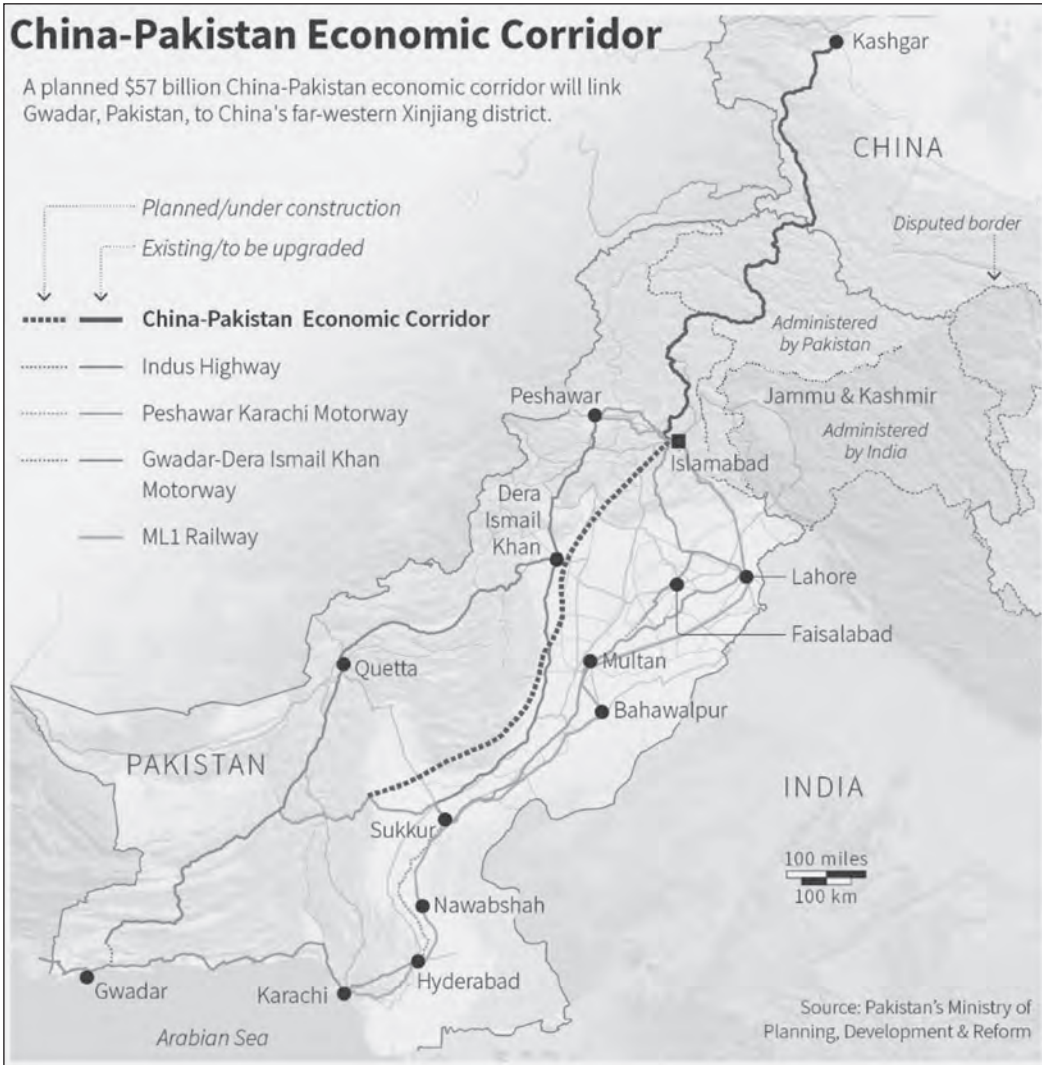 China-Pakistan Economic Corridor
A planned $57 billion China-Pakistan economic corridor will link
Gwadar, Pakistan, to China's far-western Xinjiang district.
Planned/under construction
Existing/to be upgraded
China-Pakistan Economic Corridor
Indus Highway
Peshawar Karachi Motorway
Gwadar-Dera Ismail Khan
Motorway
ML1 Railway
Kashgar
CHINA
Disputed border
Administered
by Pakistan
Jammu & Kashmir
Administered
by India
Peshawar
Islamabad
Dera
Ismail
Khan
Lahore
Faisalabad
Multan
Quetta
Bahawalpur
PAKISTAN
INDIA
Sukkur
100 miles
100 km
Nawabshah
Hyderabad
Gwadar
Karachi
Arabian Sea
Source: Pakistan's Ministry of
Planning, Development & Reform